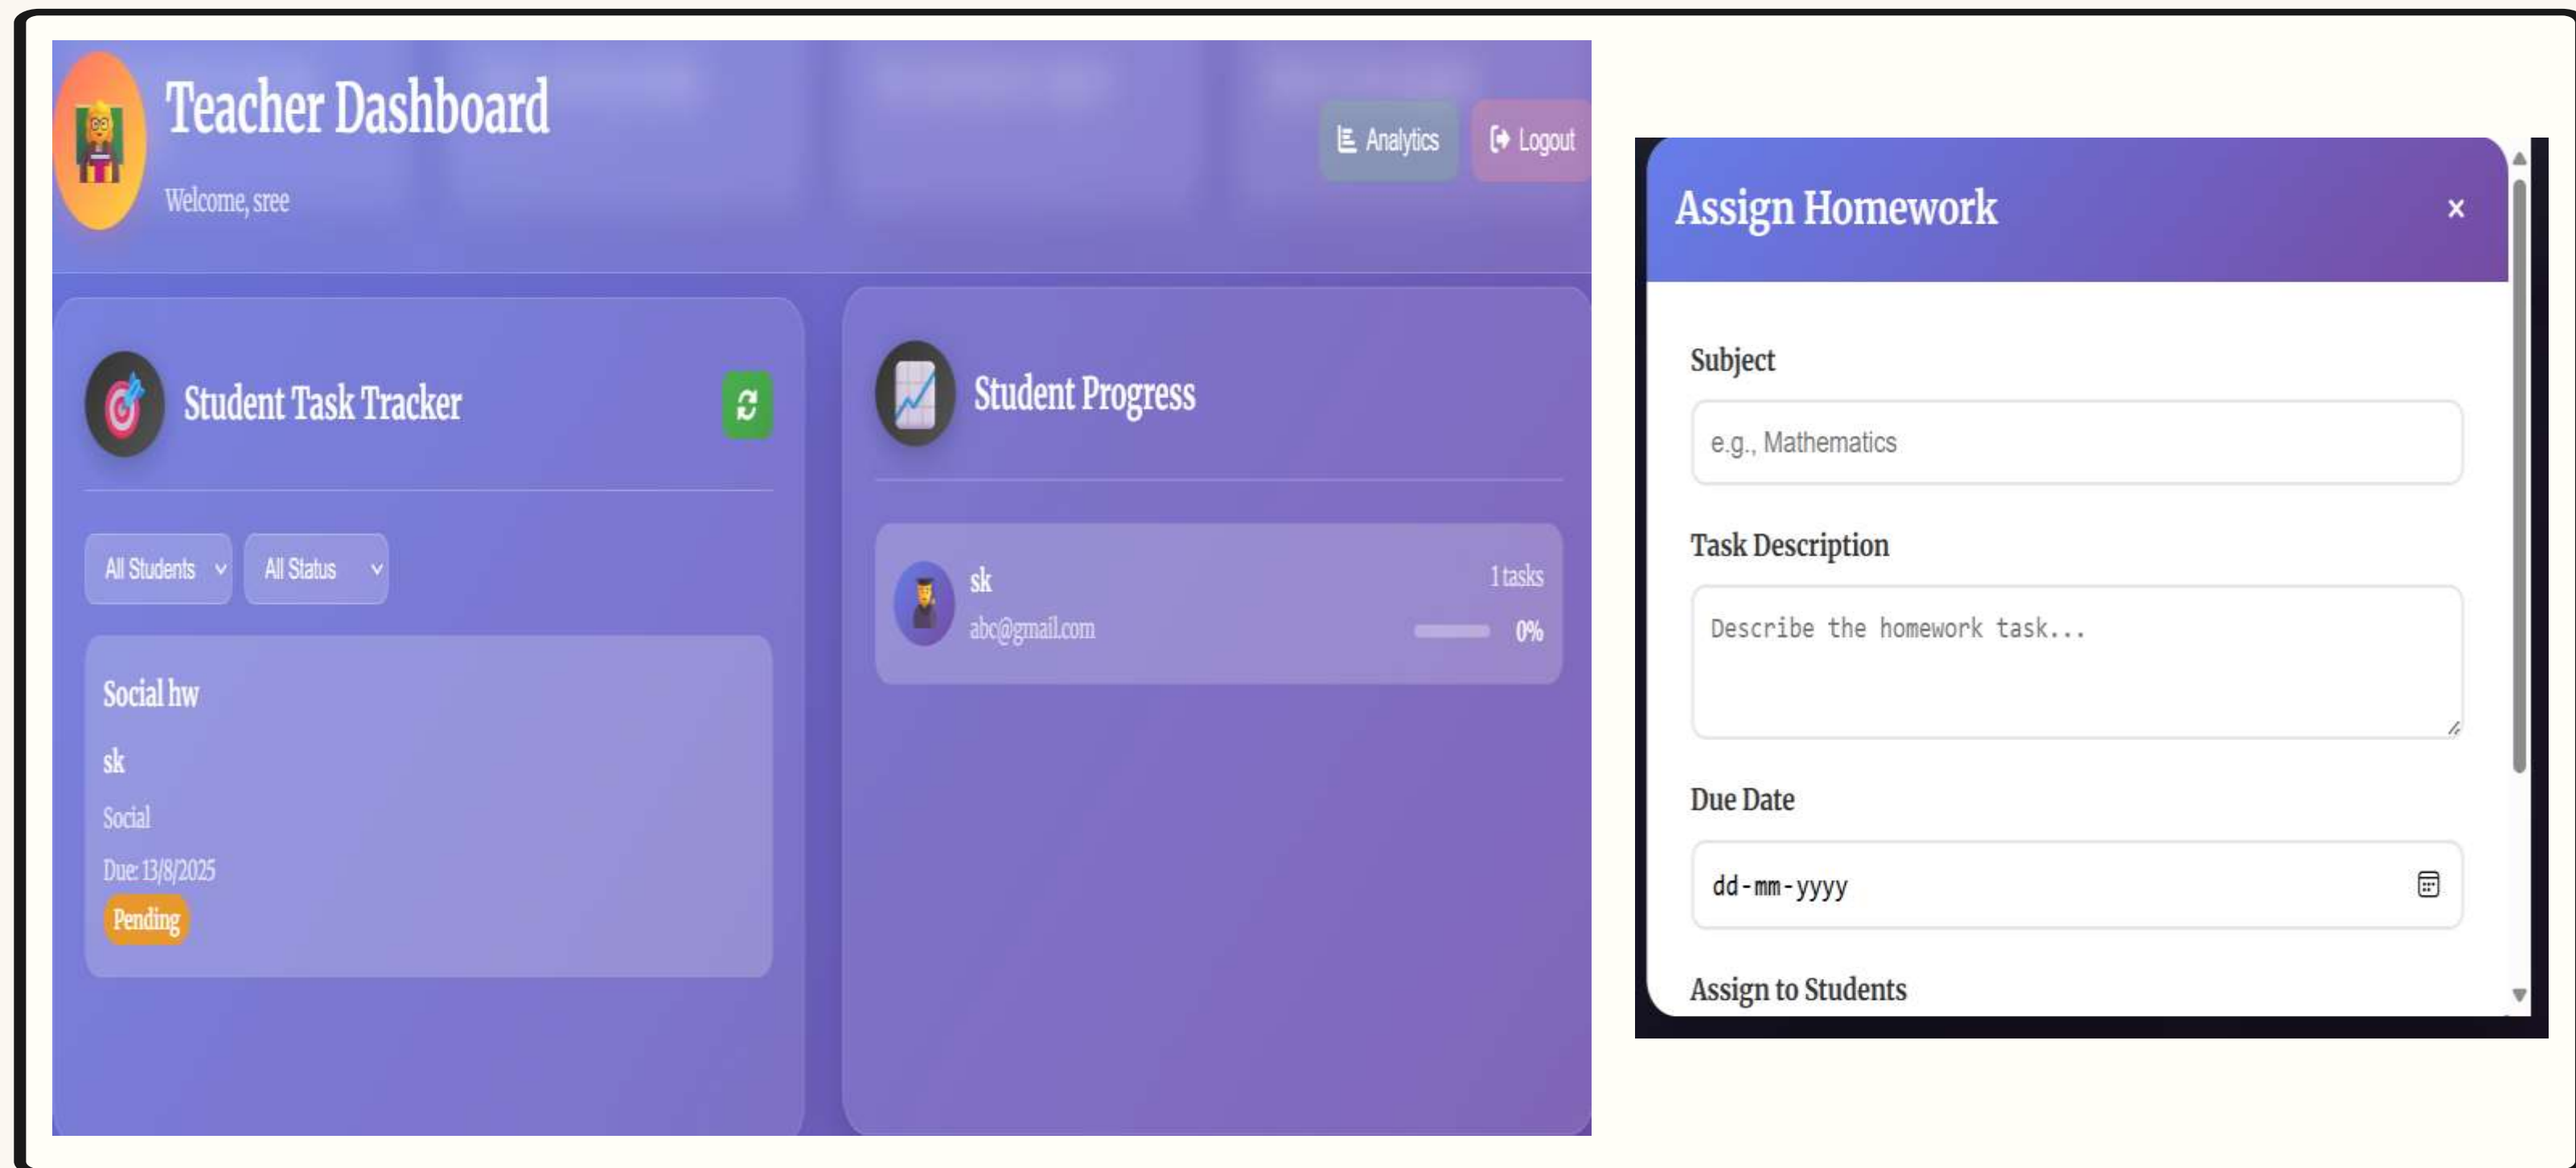 Teacher Dashboard
Welcome, sree
Analytics
Logout
Student Task Tracker
All Students
All Status
Social hw
sk
Social
Due: 13/8/2025
Pending
Student Progress
sk
1 tasks
abc@gmail.com
0%
Assign Homework
×
Subject
e.g., Mathematics
Task Description
Describe the homework task...
Due Date
dd-mm-yyyy
Assign to Students